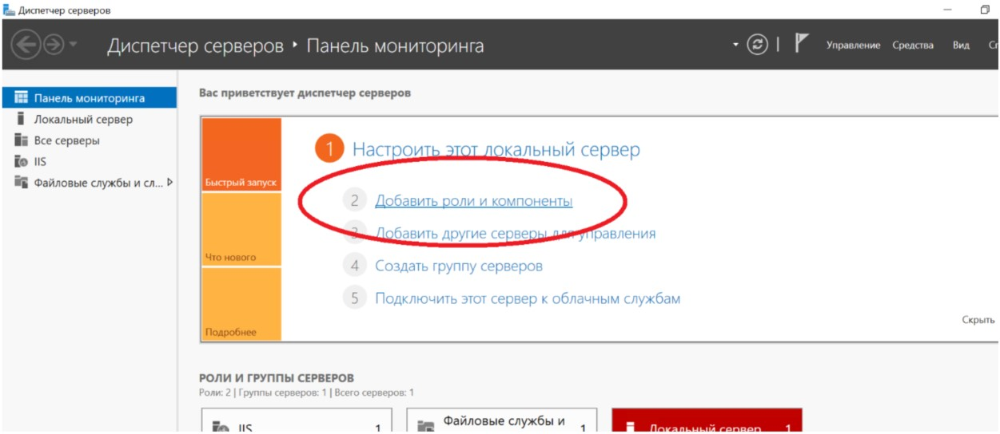 Диспетчер серверов
Диспетчер серверов ‣ Панель мониторинга
Управление Средства Вид
Панель мониторинга
Локальный сервер
Все серверы
IIS
Файловые службы и сл...
Вас приветствует диспетчер серверов
Быстрый запуск
Что нового
Подробнее
1 Настроить этот локальный сервер
2 Добавить роли и компоненты
3 Добавить другие серверы для управления
4 Создать группу серверов
5 Подключить этот сервер к облачным службам
Скрыть
РОЛИ И ГРУППЫ СЕРВЕРОВ
Роли: 2 | Группы серверов: 1 | Всего серверов: 1
IIS 1
Файловые службы и 1
Локальный сервер 1